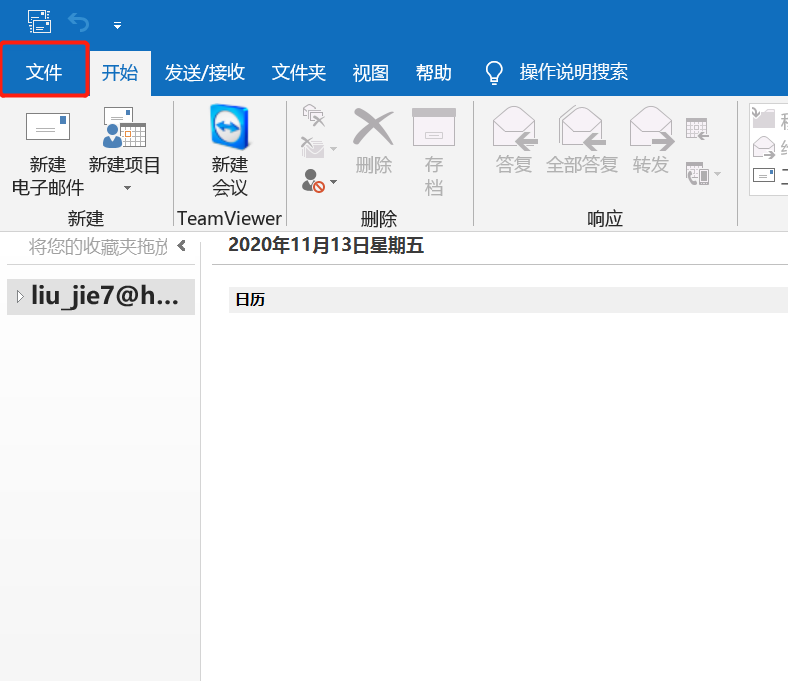 文件 开始 发送/接收 文件夹 视图 帮助 操作说明搜索
新建 新建项目 新建 删除 存 答复 全部答复 转发
电子邮件 会议 档
新建 TeamViewer 删除 响应
将您的收藏夹拖放 2020年11月13日星期五
liu_jie7@h... 日历